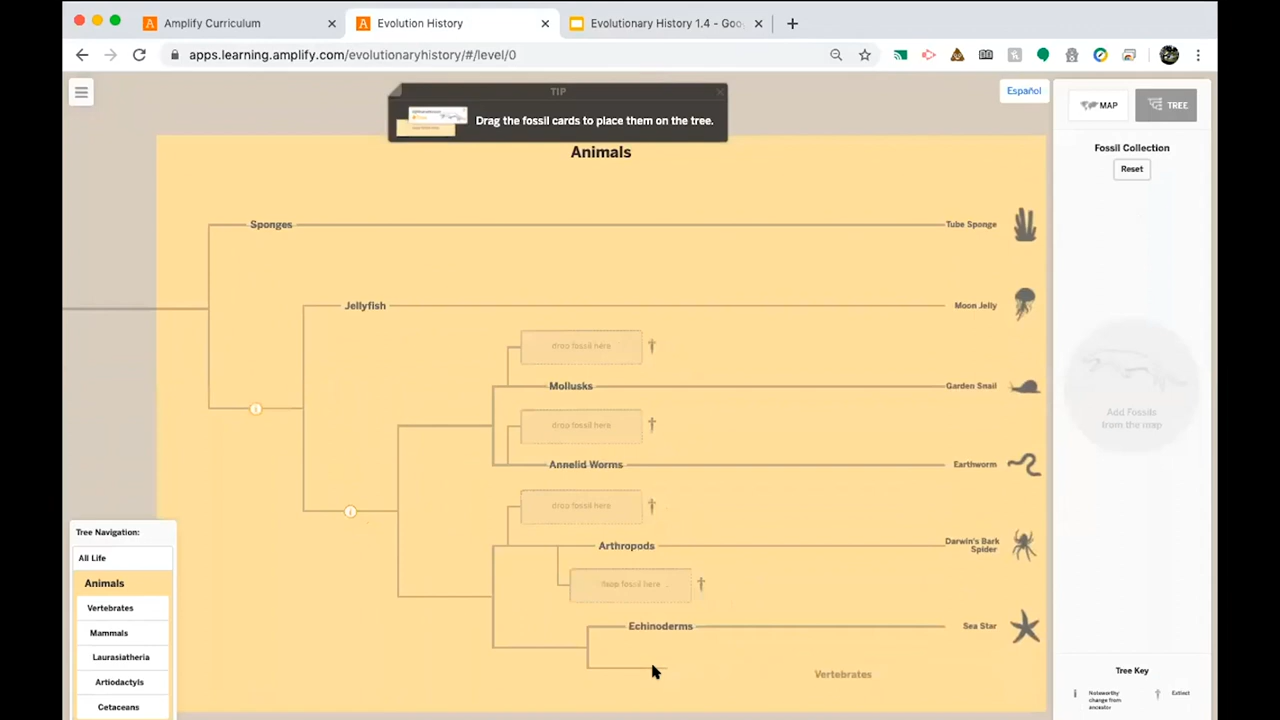 Amplify Curriculum
Evolution History
Evolutionary History 1.4 - Goo
apps.learning.amplify.com/evolutionaryhistory/#/level/0
TIP
Drag the fossil cards to place them on the tree.
Español
MAP
TREE
Animals
Fossil Collection
Reset
Sponges
Tube Sponge
Jellyfish
Moon Jelly
drop fossil here
Mollusks
Garden Snail
Add Fossils
from the map
drop fossil here
Annelid Worms
Earthworm
drop fossil here
Arthropods
Darwin's Bark
Spider
drop fossil here
Echinoderms
Sea Star
Vertebrates
Tree Navigation:
All Life
Animals
Vertebrates
Mammals
Laurasiatheria
Artiodactyls
Cetaceans
Tree Key
i
Noteworthy
change from
ancestor
† Extinct